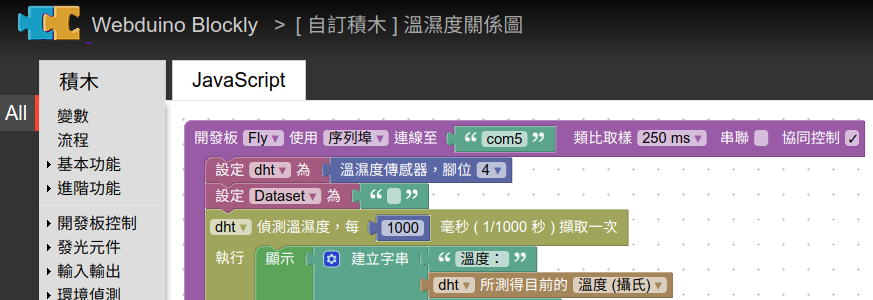 Webduino Blockly > [ 自訂積木 ] 溫濕度關係圖
積木
JavaScript
All
變數
流程
基本功能
進階功能
開發板控制
發光元件
輸入輸出
環境偵測
開發板 Fly 使用 序列埠 連線至 “ com5 ” 類比取樣 250 ms 串聯 協同控制 ✓
設定 dht 為 溫濕度傳感器，腳位 4
設定 Dataset 為 “ ”
dht 偵測溫濕度，每 1000 毫秒 ( 1/1000 秒 ) 擷取一次
執行 顯示 建立字串 “ 溫度： ”
dht 所測得目前的 溫度 (攝氏)